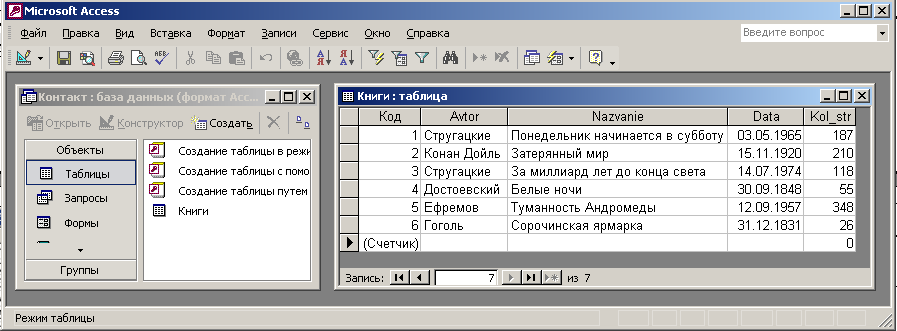 Microsoft Access
Файл Правка Вид Вставка Формат Записи Сервис Окно Справка Введите вопрос
Контакт : база данных (формат Acc...
Открыть Конструктор Создать
Объекты
Таблицы
Запросы
Формы
Группы
Создание таблицы в режи
Создание таблицы с помо
Создание таблицы путем
Книги
Книги : таблица
Код Avtor Nazvanie Data Kol_str
1 Стругацкие Понедельник начинается в субботу 03.05.1965 187
2 Конан Дойль Затерянный мир 15.11.1920 210
3 Стругацкие За миллиард лет до конца света 14.07.1974 118
4 Достоевский Белые ночи 30.09.1848 55
5 Ефремов Туманность Андромеды 12.09.1957 348
6 Гоголь Сорочинская ярмарка 31.12.1831 26
(Счетчик) 0
Запись: 7 из 7
Режим таблицы